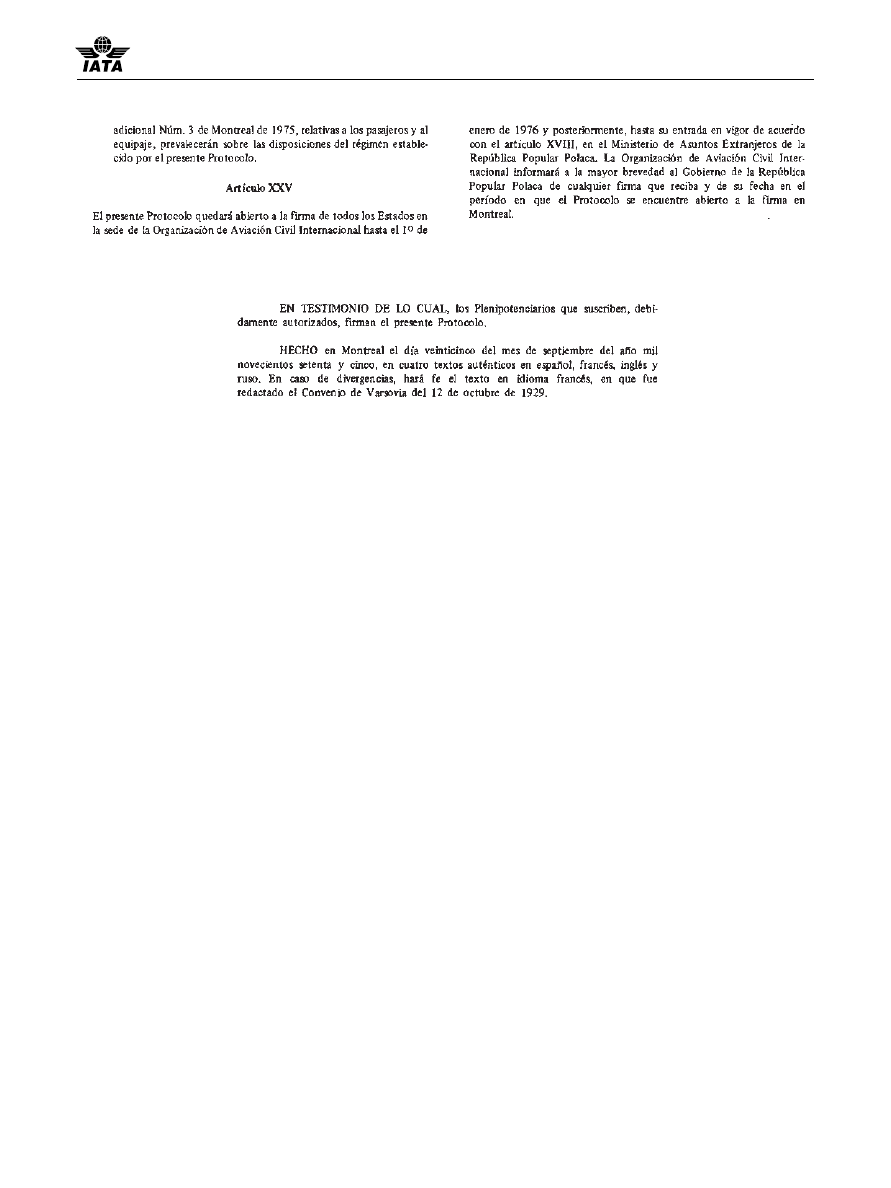 IATA
adicional Núm. 3 de Montreal de 1975, relativas a los pasajeros y al
equipaje, prevalecerán sobre las disposiciones del régimen estable-
cido por el presente Protocolo.
Artículo XXV
El presente Protocolo quedará abierto a la firma de todos los Estados en
la sede de la Organización de Aviación Civil Internacional hasta el 1º de
enero de 1976 y posteriormente, hasta su entrada en vigor de acuerdo
con el artículo XVIII, en el Ministerio de Asuntos Extranjeros de la
República Popular Polaca. La Organización de Aviación Civil Inter-
nacional informará a la mayor brevedad al Gobierno de la República
Popular Polaca de cualquier firma que reciba y de su fecha en el
período en que el Protocolo se encuentre abierto a la firma en
Montreal.
EN TESTIMONIO DE LO CUAL, los Plenipotenciarios que suscriben, debi-
damente autorizados, firman el presente Protocolo.
HECHO en Montreal el día veinticinco del mes de septiembre del año mil
novecientos setenta y cinco, en cuatro textos auténticos en español, francés, inglés y
ruso. En caso de divergencias, hará fe el texto en idioma francés, en que fue
redactado el Convenio de Varsovia del 12 de octubre de 1929.